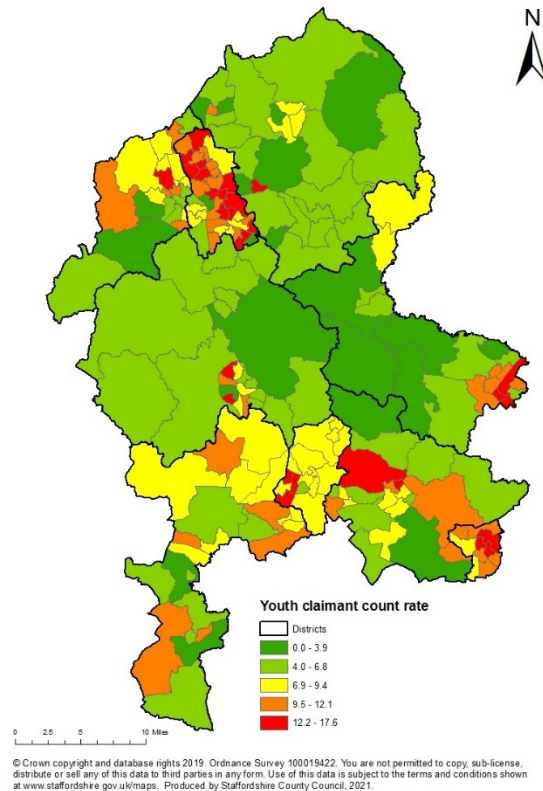 N
Youth claimant count rate
Districts
0.0 - 3.9
4.0 - 6.8
6.9 - 9.4
9.5 - 12.1
12.2 - 17.6
0 2.5 5 10 Miles
© Crown copyright and database rights 2019. Ordnance Survey 100019422. You are not permitted to copy, sub-license,
distribute or sell any of this data to third parties in any form. Use of this data is subject to the terms and conditions shown
at www.staffordshire.gov.uk/maps. Produced by Staffordshire County Council, 2021.